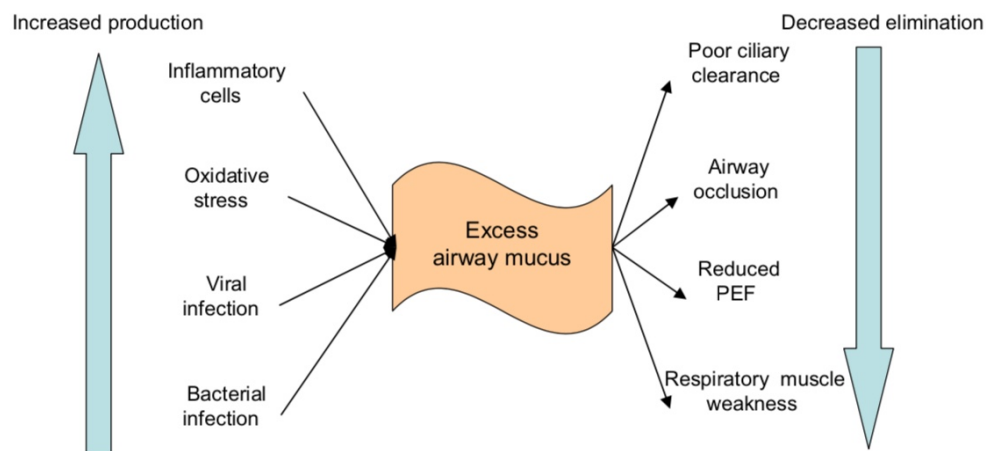 Increased production
Decreased elimination
Inflammatory
cells
Oxidative
stress
Viral
infection
Bacterial
infection
Excess
airway mucus
Poor ciliary
clearance
Airway
occlusion
Reduced
PEF
Respiratory muscle
weakness